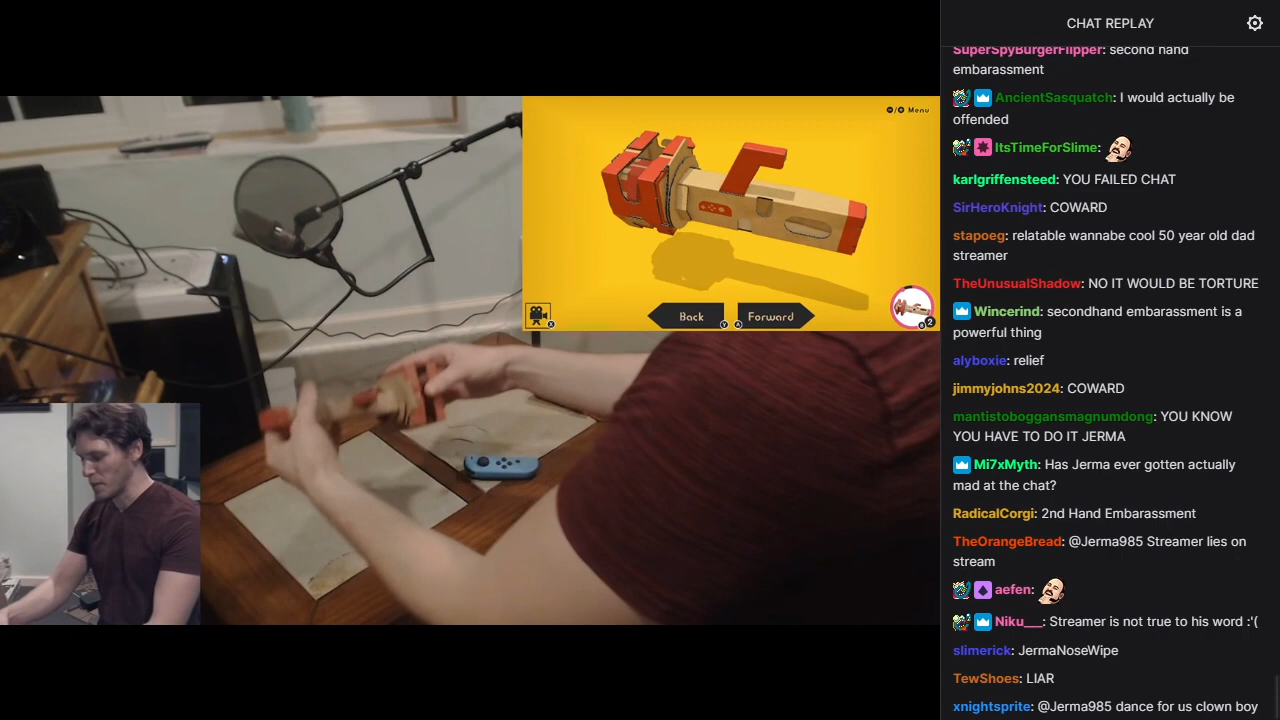 CHAT REPLAY
SuperSpyBurgerFlipper: second hand
embarassment
AncientSasquatch: I would actually be
offended
ItsTimeForSlime:
karlgriffensteed: YOU FAILED CHAT
SirHeroKnight: COWARD
stapoeg: relatable wannabe cool 50 year old dad
streamer
TheUnusualShadow: NO IT WOULD BE TORTURE
Wincerind: secondhand embarassment is a
powerful thing
alyboxie: relief
jimmyjohns2024: COWARD
mantistoboggansmagnumdong: YOU KNOW
YOU HAVE TO DO IT JERMA
Mi7xMyth: Has Jerma ever gotten actually
mad at the chat?
RadicalCorgi: 2nd Hand Embarassment
TheOrangeBread: @Jerma985 Streamer lies on
stream
aefen:
Niku___: Streamer is not true to his word :'(
slimerick: JermaNoseWipe
TewShoes: LIAR
xnightsprite: @Jerma985 dance for us clown boy
-/+ Menu
Back
Y
A
Forward
X
B
2